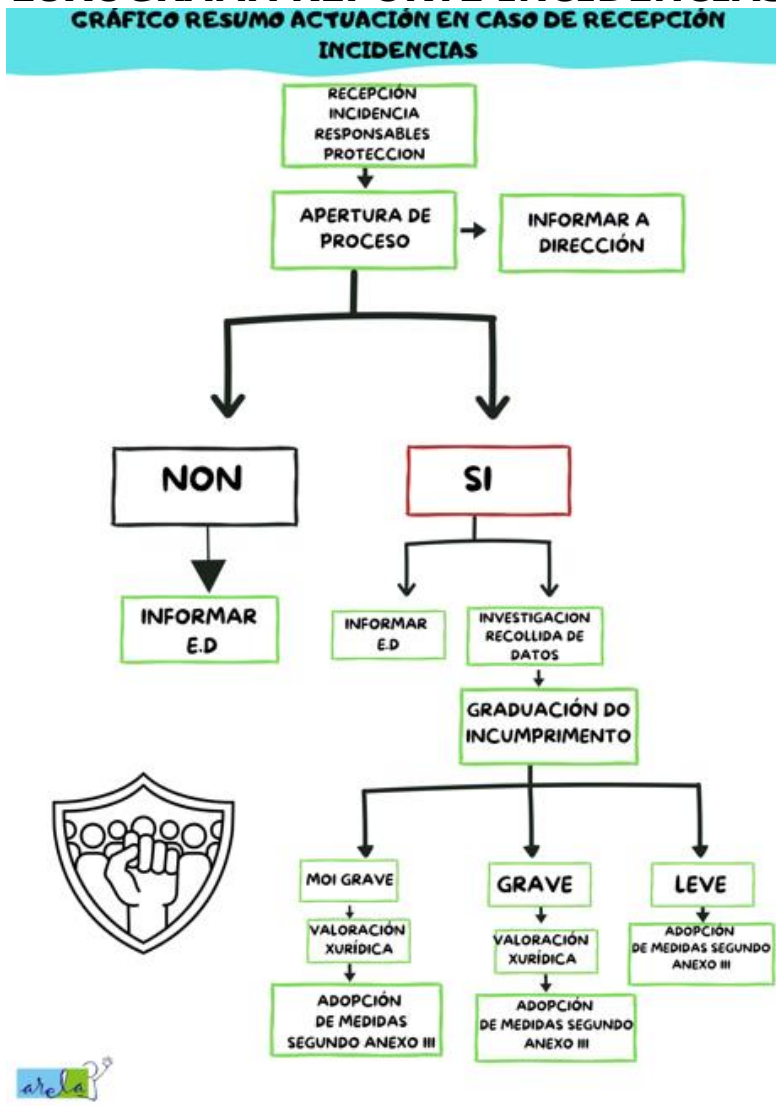 REPORTE INCIDENCIAS
GRÁFICO RESUMO ACTUACIÓN EN CASO DE RECEPCIÓN
INCIDENCIAS
RECEPCIÓN
INCIDENCIA
RESPONSABLES
PROTECCION
APERTURA DE
PROCESO
INFORMAR A
DIRECCIÓN
NON
SI
INFORMAR
E.D
INFORMAR
E.D
INVESTIGACION
RECOLLIDA DE
DATOS
GRADUACIÓN DO
INCUMPRIMENTO
MOI GRAVE
GRAVE
LEVE
VALORACIÓN
XURÍDICA
VALORACIÓN
XURÍDICA
ADOPCIÓN
DE MEDIDAS SEGUNDO
ANEXO III
ADOPCIÓN
DE MEDIDAS
SEGUNDO ANEXO III
ADOPCIÓN
DE MEDIDAS SEGUNDO
ANEXO III
arela